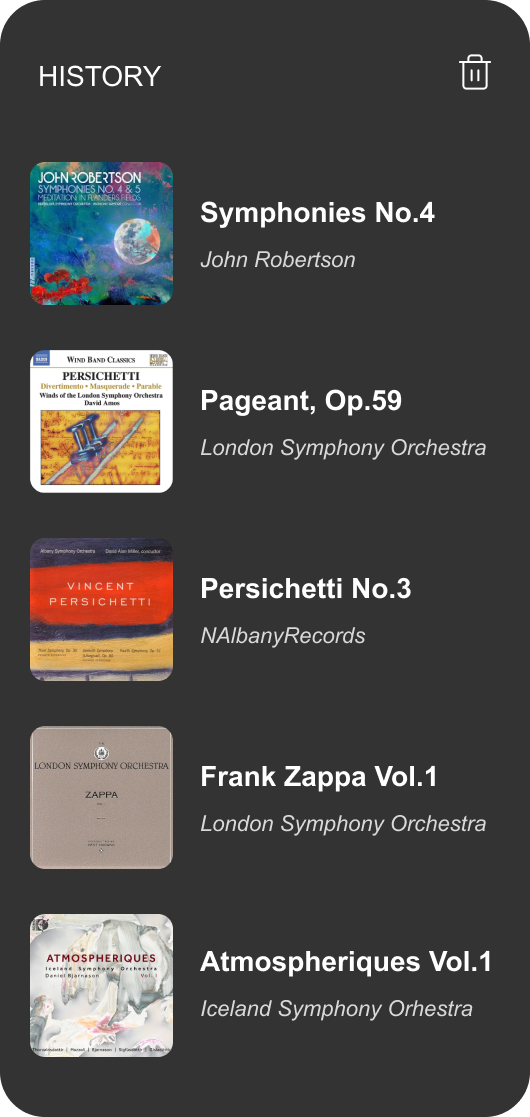 HISTORY
JOHN ROBERTSON
SYMPHONIES NO. 4 & 5
MEDITATION: IN FLANDERS FIELDS
Symphonies No.4
John Robertson
WIND BAND CLASSICS
PERSICHETTI
Divertimento • Masquerade • Parable
Winds of the London Symphony Orchestra
David Amos
Pageant, Op.59
London Symphony Orchestra
Albany Symphony Orchestra David Alan Miller, conductor
VINCENT
PERSICHETTI
Persichetti No.3
NAlbanyRecords
LONDON SYMPHONY ORCHESTRA
ZAPPA
Frank Zappa Vol.1
London Symphony Orchestra
ATMOSPHERIQUES
Iceland Symphony Orchestra
Daníel Bjarnason Vol. I
Atmospheriques Vol.1
Iceland Symphony Orhestra